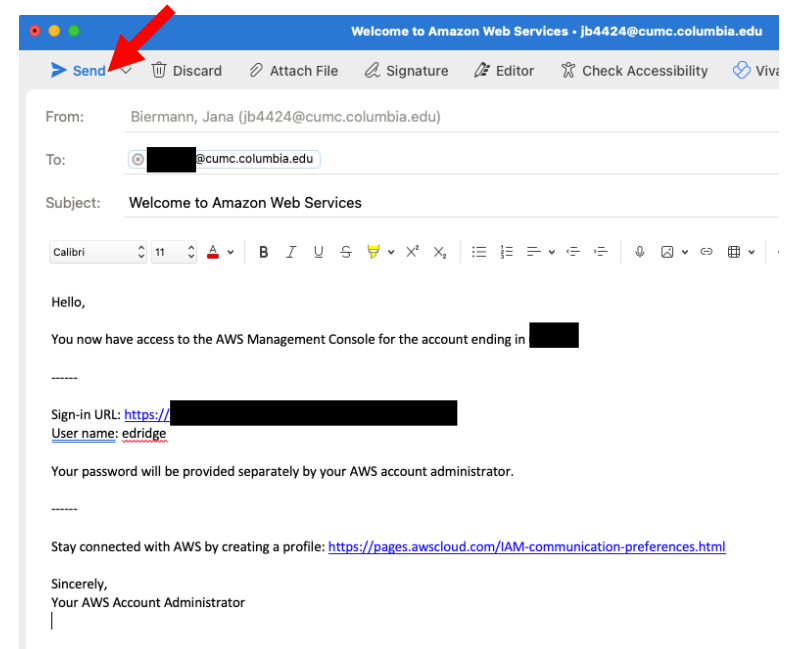 Welcome to Amazon Web Services • jb4424@cumc.columbia.edu
Send Discard Attach File Signature Editor Check Accessibility Viva
From: Biermann, Jana (jb4424@cumc.columbia.edu)
To: @cumc.columbia.edu
Subject: Welcome to Amazon Web Services
Calibri 11 A B I U S X² X₂
Hello,
You now have access to the AWS Management Console for the account ending in
------
Sign-in URL: https://
User name: edridge
Your password will be provided separately by your AWS account administrator.
------
Stay connected with AWS by creating a profile: https://pages.awscloud.com/IAM-communication-preferences.html
Sincerely,
Your AWS Account Administrator